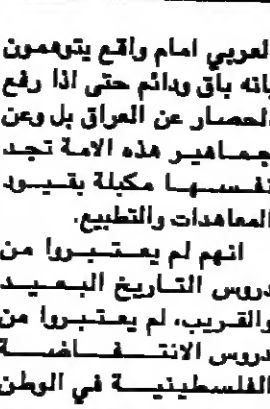 العربي امام واقع يتوهمون
بانه باق ودائم حتى اذا رفع
الحصار عن العراق بل وعن
جماهير هذه الامة تجد
نفسها مكبلة بقيود
المعاهدات والتطبيع.
انهم لم يعتبروا من
دروس التاريخ البعيد
والقريب، لم يعتبروا من
دروس الانتفاضة
الفلسطينية في الوطن